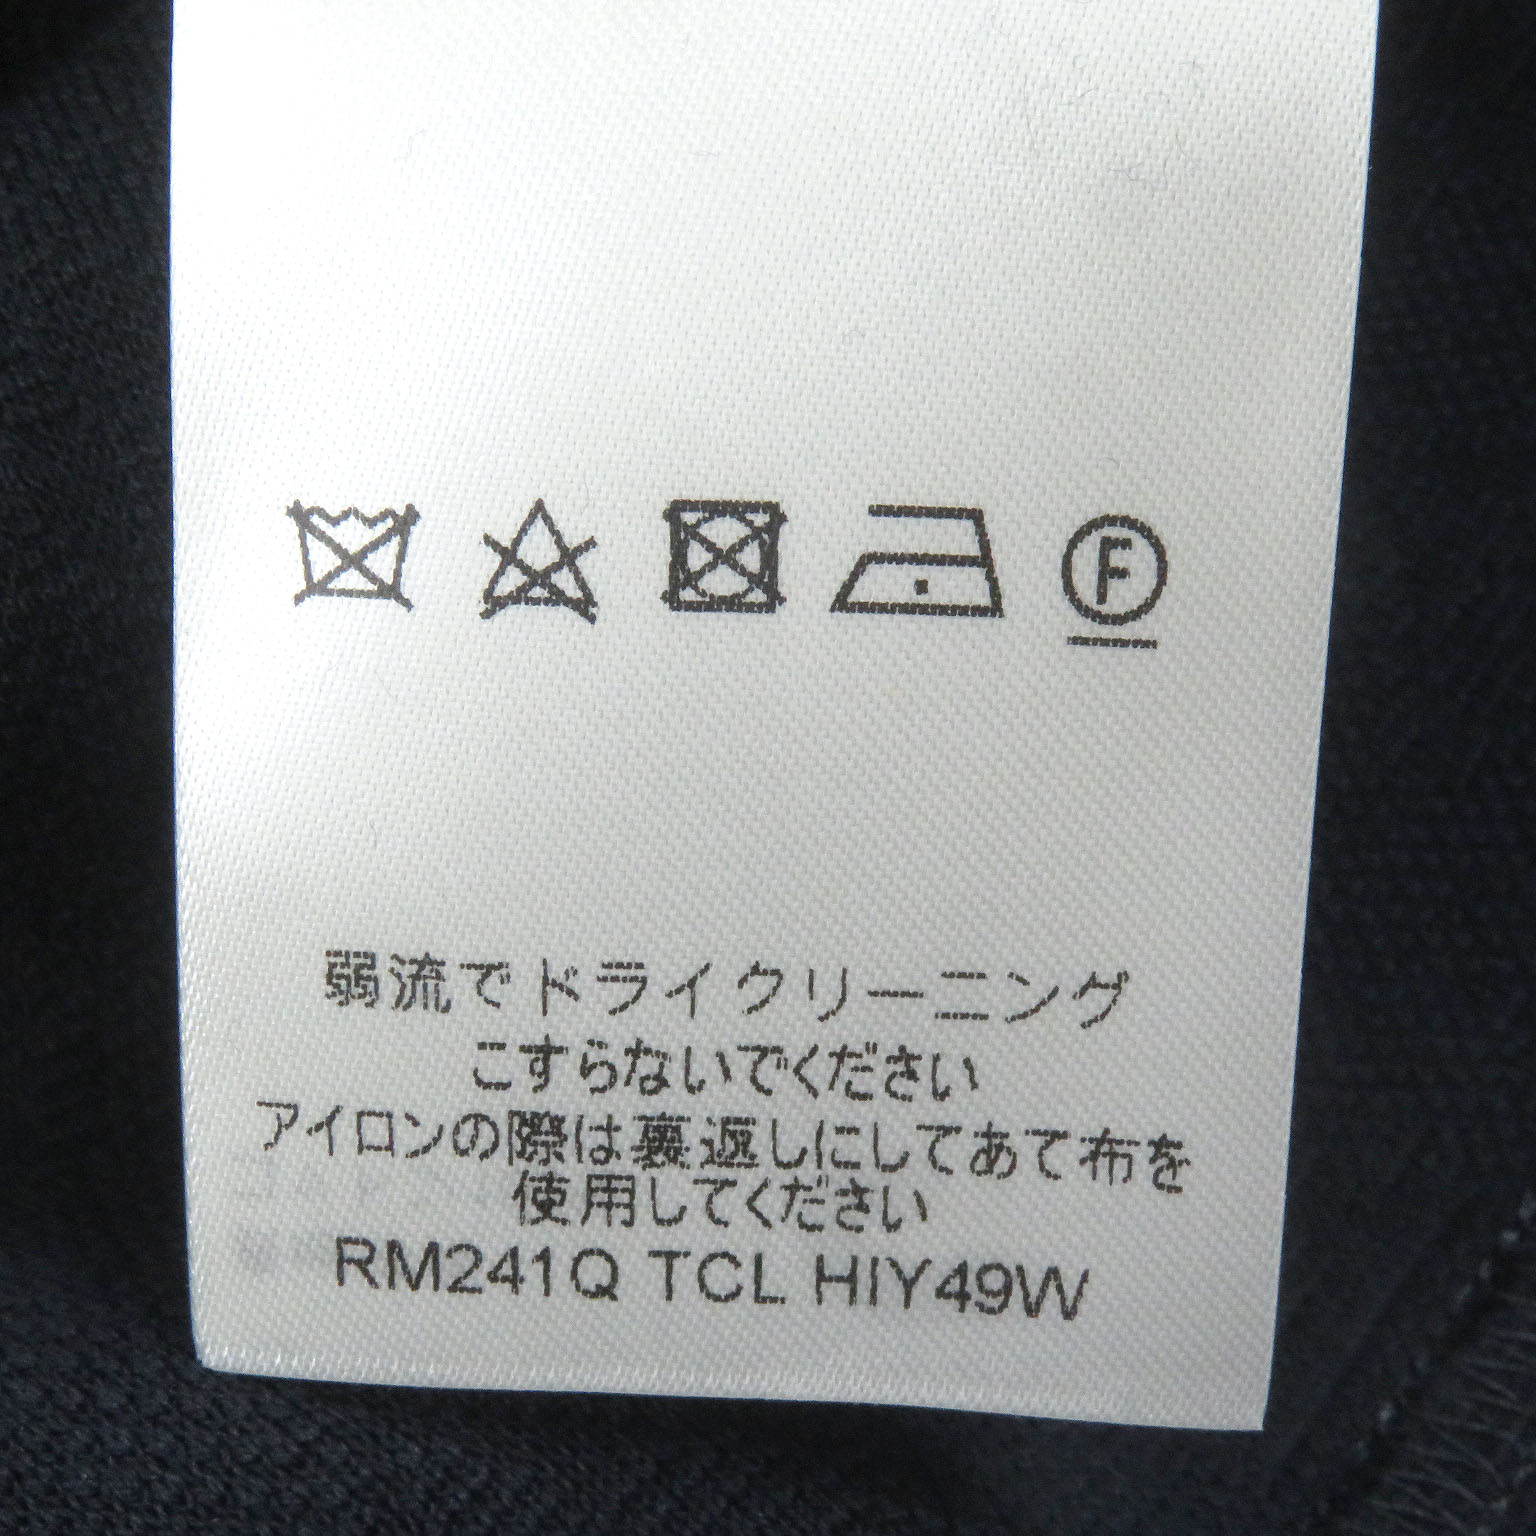 F
弱流でドライクリーニング
こすらないでください
アイロンの際は裏返しにしてあて布を
使用してください
RM241Q TCL HIY49W